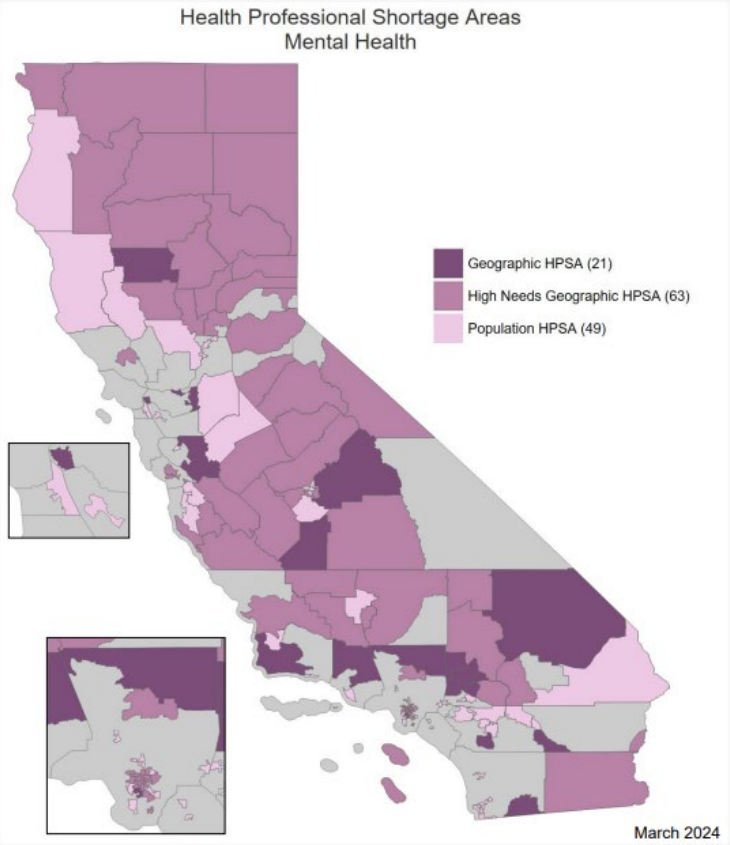 Health Professional Shortage Areas
Mental Health
Geographic HPSA (21)
High Needs Geographic HPSA (63)
Population HPSA (49)
March 2024